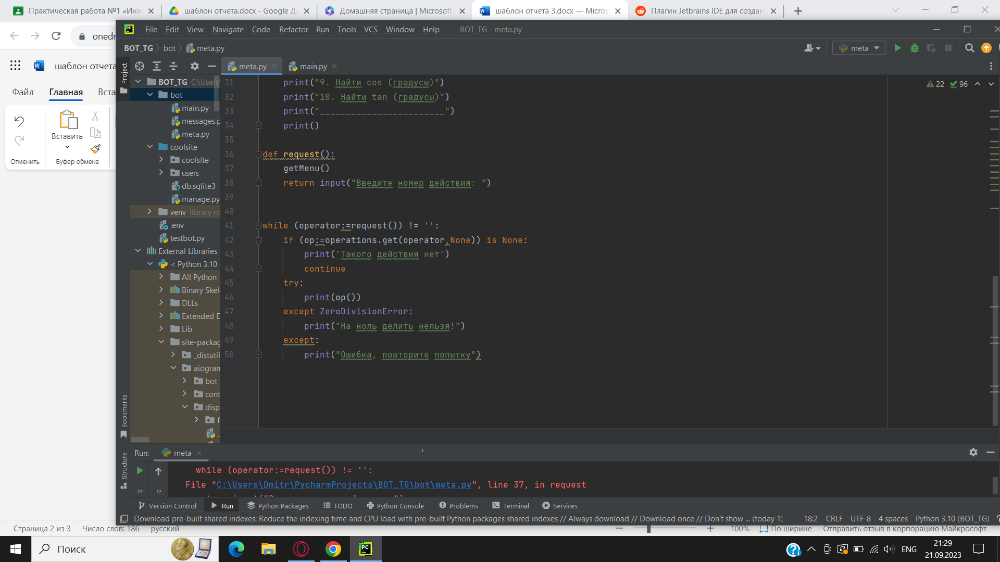 Практическая работа №1 «Инж
шаблон отчета.docx - Google Ди
Домашняя страница | Microsoft
шаблон отчета 3.docx — Micros
Плагин Jetbrains IDE для создан
onedr
File Edit View Navigate Code Refactor Run Tools VCS Window Help BOT_TG - meta.py
BOT_TG bot meta.py
meta
шаблон отчета
Файл Главная Вста
Вставить
Отменить
Буфер обмена
Project
Bookmarks
Structure
meta.py main.py
BOT_TG C:\Users\
bot
main.py
messages.p
meta.py
coolsite
coolsite
users
db.sqlite3
manage.py
venv library ro
.env
testbot.py
External Libraries
< Python 3.10 (
All Python
Binary Skele
DLLs
Extended D
Lib
site-packag
_distutil
aiogram
bot
cont
disp
f
22 96
31 print("9. Найти cos (градусы)")
32 print("10. Найти tan (градусы)")
33 print("________________________")
34 print()
35
36 def request():
37 getMenu()
38 return input("Введите номер действия: ")
39
40
41 while (operator:=request()) != '':
42 if (op:=operations.get(operator,None)) is None:
43 print('Такого действия нет')
44 continue
45 try:
46 print(op())
47 except ZeroDivisionError:
48 print("На ноль делить нельзя!")
49 except:
50 print("Ошибка, повторите попытку")
Run: meta
while (operator:=request()) != '':
File "C:\Users\Dmitr\PycharmProjects\BOT_TG\bot\meta.py", line 37, in request
Version Control Run Python Packages TODO Python Console Problems Terminal Services
Download pre-built shared indexes: Reduce the indexing time and CPU load with pre-built Python packages shared indexes // Always download // Download once // Don't show ... (today 15
18:2 CRLF UTF-8 4 spaces Python 3.10 (BOT_TG)
Страница 2 из 3 Число слов: 186 русский
100% По ширине Отправить отзыв в корпорацию Майкрософт
Поиск
PC
ENG
21:29
21.09.2023